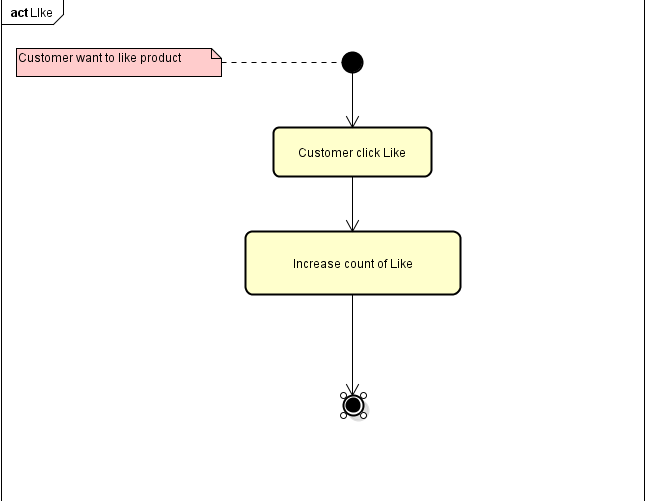 act LIke
Customer want to like product
Customer click Like
Increase count of Like